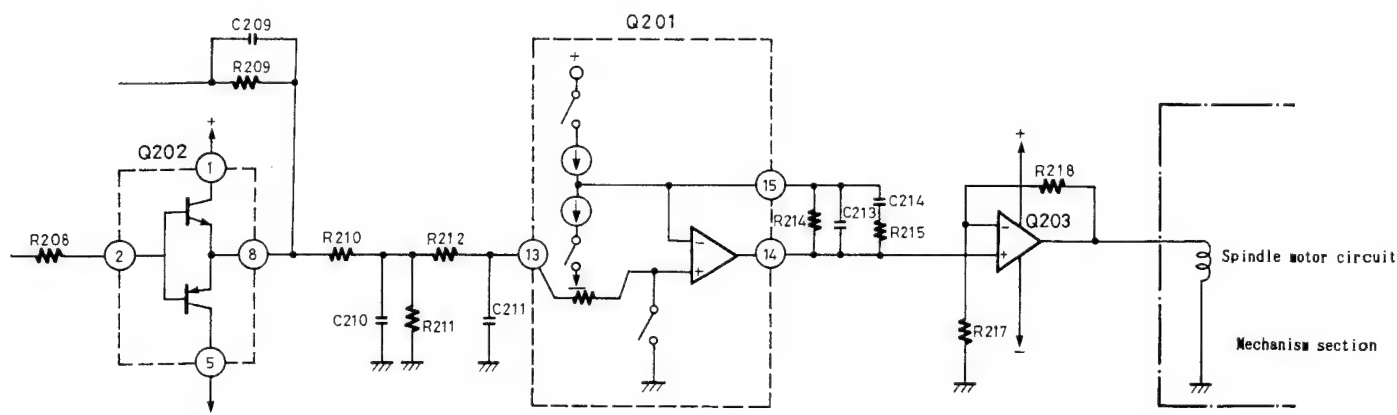 C209
Q201
R209
+
+
Q202
1
15
+
R218
R208
2
8
R210
R212
13
R214
C213
C214
R215
-
Q203
+
-
+
14
Spindle motor circuit
C210
R211
C211
-
R217
-
Mechanism section
5